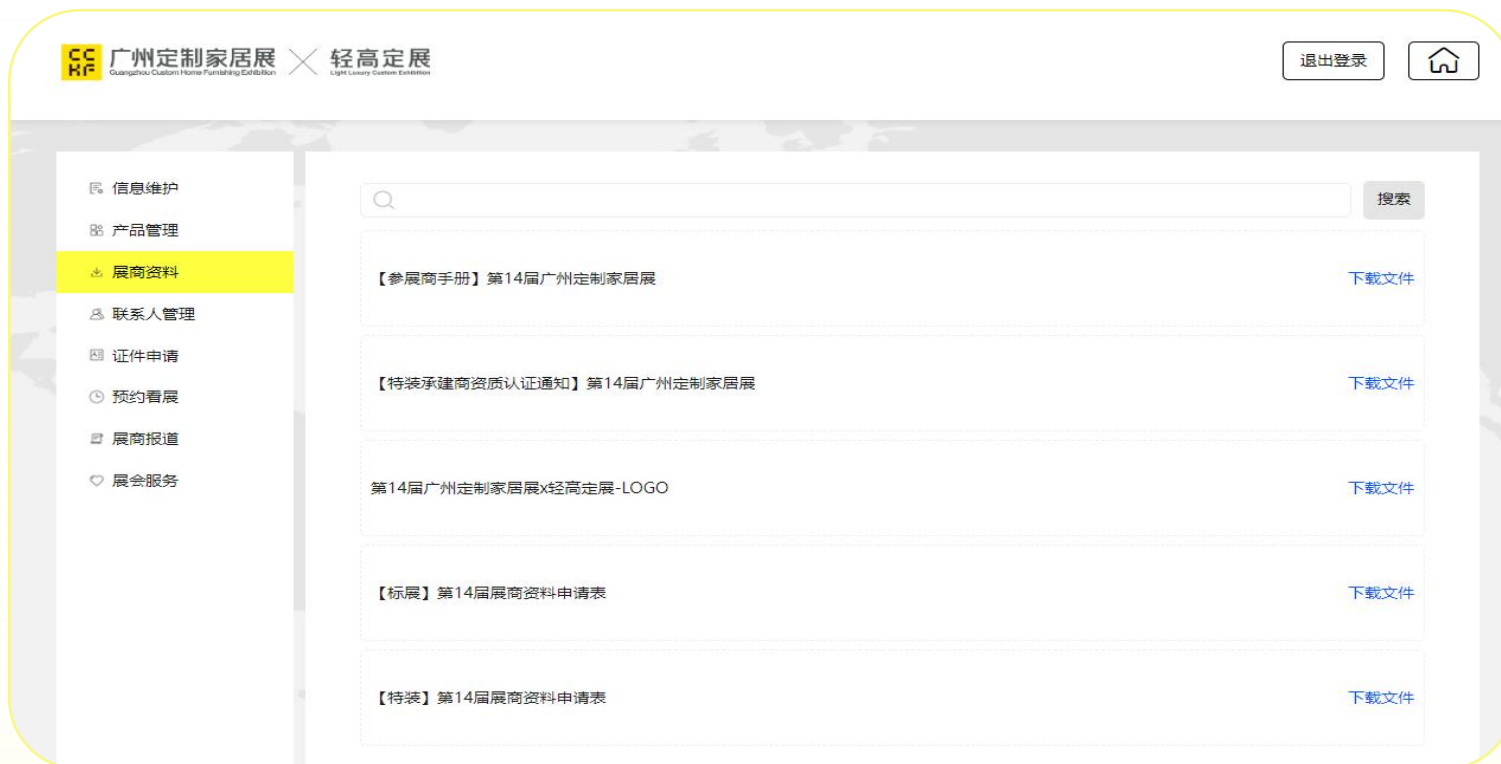 CC
HF
广州定制家居展
Guangzhou Custom Home Furnishing Exhibition
轻高定展
Light Luxury Custom Exhibition
退出登录
信息维护
产品管理
展商资料
联系人管理
证件申请
预约看展
展商报道
展会服务
搜索
【参展商手册】第14届广州定制家居展 下载文件
【特装承建商资质认证通知】第14届广州定制家居展 下载文件
第14届广州定制家居展x轻高定展-LOGO 下载文件
【标展】第14届展商资料申请表 下载文件
【特装】第14届展商资料申请表 下载文件